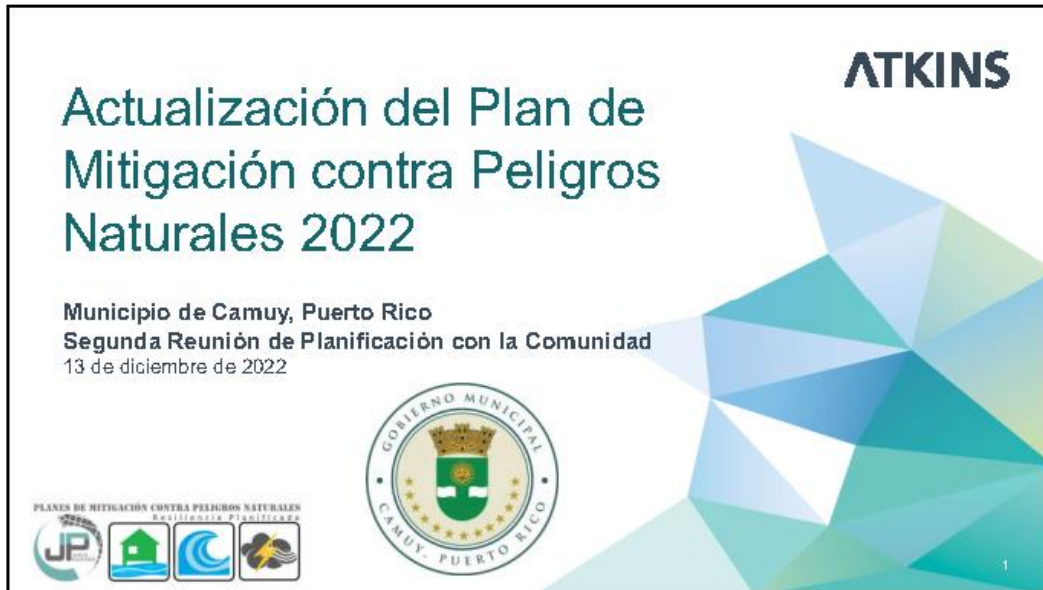 ATKINS
Actualización del Plan de
Mitigación contra Peligros
Naturales 2022
Municipio de Camuy, Puerto Rico
Segunda Reunión de Planificación con la Comunidad
13 de diciembre de 2022
GOBIERNO MUNICIPAL
CAMUY, PUERTO RICO
PLANES DE MITIGACIÓN CONTRA PELIGROS NATURALES
Resiliencia Planificada
JP
1